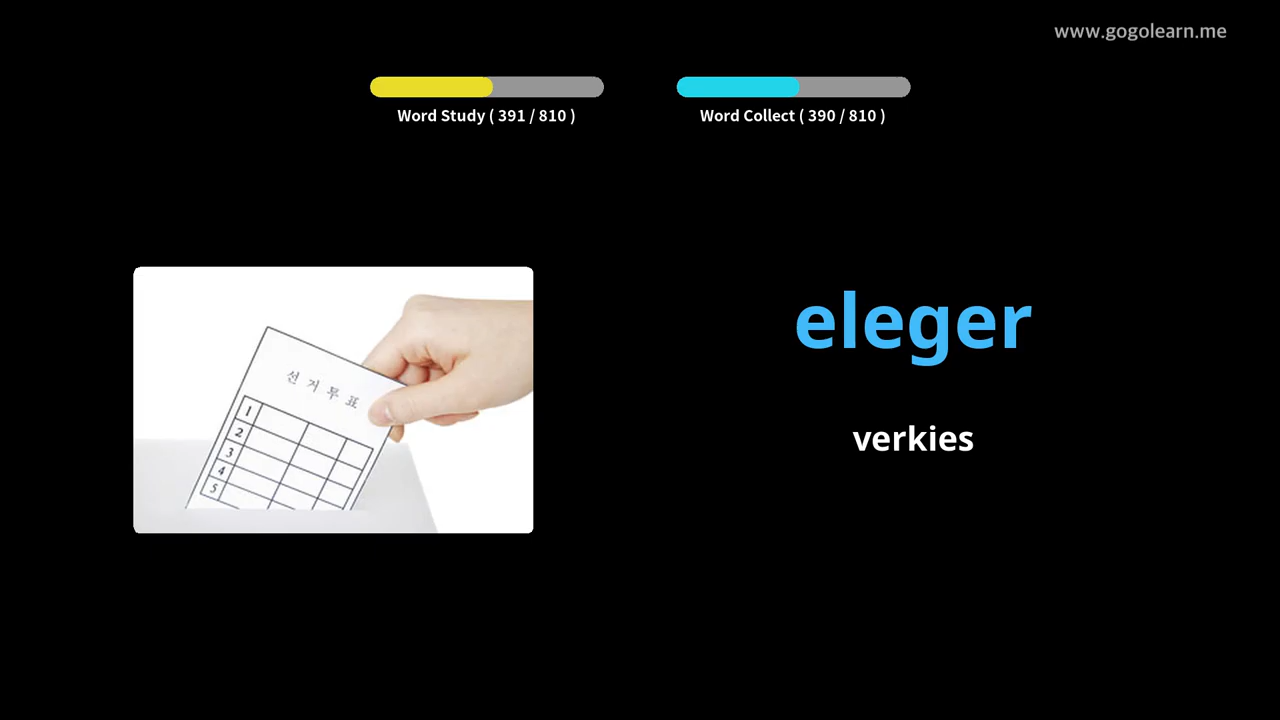 www.gogolearn.me
Word Study ( 391 / 810 )
Word Collect ( 390 / 810 )
선거투표
1
2
3
4
5
eleger
verkies